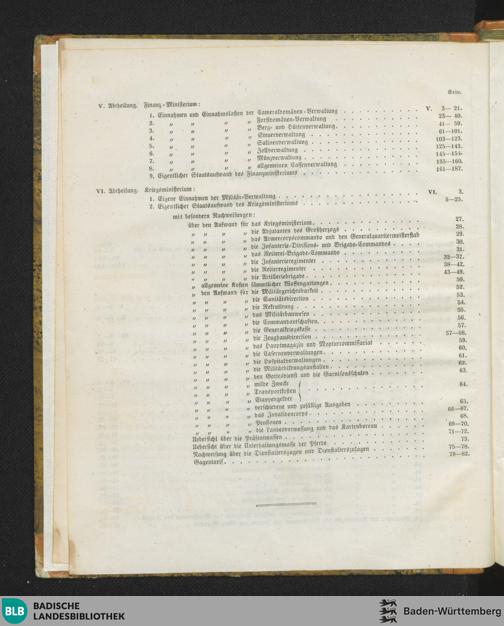 Seite.
V. Abtheilung. Finanz-Ministerium:
1. Einnahmen und Einnahmslasten der Cameraldomänen-Verwaltung V. 3— 21.
2. " " " " Forstdomänen-Verwaltung 23— 40.
3. " " " " Berg- und Hüttenverwaltung 41— 59.
4. " " " " Steuerverwaltung 61—101.
5. " " " " Salinenverwaltung 103—123.
6. " " " " Zollverwaltung 125—143.
7. " " " " Münzverwaltung 145—154.
8. " " " " allgemeinen Cassenverwaltung 155—160.
9. Eigentlicher Staatsaufwand des Finanzministeriums 161—187.
VI. Abtheilung. Kriegsministerium:
1. Eigene Einnahmen der Militär-Verwaltung VI. 3.
2. Eigentlicher Staatsaufwand des Kriegsministeriums 5—25.
mit besondern Nachweisungen:
über den Aufwand für das Kriegsministerium 27.
" " " " die Adjutanten des Großherzogs 28.
" " " " das Armeecorpscommando und den Generalquartiermeisterstab 29.
" " " " die Infanterie-Divisions- und Brigade-Commandos 30.
" " " " das Reiterei-Brigade-Commando 31.
" " " " die Infanterieregimenter 32—37.
" " " " die Reiterregimenter 38—42.
" " " " die Artilleriebrigade 43—49.
" allgemeine Kosten sämmtlicher Waffengattungen 50.
" den Aufwand für die Militärgerichtbarkeit 52.
" " " " die Sanitätsdirection 53.
" " " " die Rekrutirung 54.
" " " " das Militärbauwesen 55.
" " " " die Commandantschaften 56.
" " " " die Generalkriegskasse 57.
" " " " die Zeughausdirection 57—58.
" " " " das Hauptmagazin und Monturcommissariat 59.
" " " " die Casernenverwaltungen 60.
" " " " die Hospitalverwaltungen 61.
" " " " die Militärbildungsanstalten 62.
" " " " den Gottesdienst und die Garnisonsschulen 63.
" " " " milde Zwecke
" " " " Transportkosten 64.
" " " " Etappengelder
" " " " verschiedene und zufällige Ausgaben 65.
" " " " das Invalidencorps 66—67.
" " " " Pensionen 68.
" " " " die Landesvermessung und das Kartenbureau 69—70.
Uebersicht über die Präsenzmassen 71—72.
Uebersicht über die Unterhaltungsmasse der Pferde 73.
Nachweisung über die Dienstalterszagen und Dienstalterszulagen 75—78.
Gagentarif 79—82.
BLB BADISCHE
LANDESBIBLIOTHEK
Baden-Württemberg